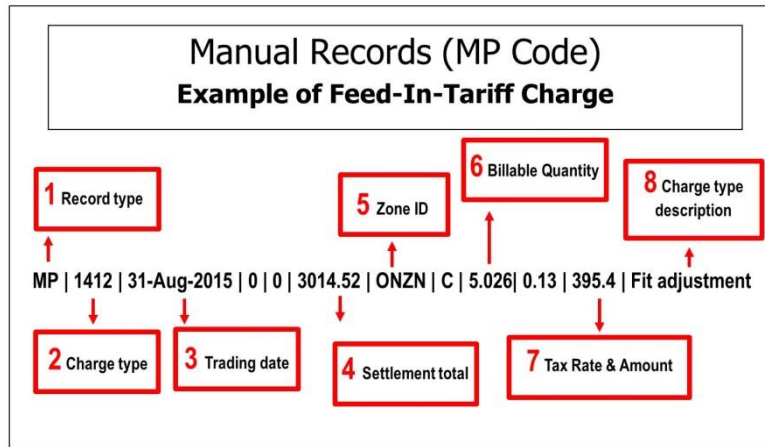 Manual Records (MP Code)
Example of Feed-In-Tariff Charge
6 Billable Quantity
1 Record type
5 Zone ID
8 Charge type
description
MP | 1412 | 31-Aug-2015 | 0 | 0 | 3014.52 | ONZN | C | 5.026| 0.13 | 395.4 | Fit adjustment
2 Charge type
3 Trading date
4 Settlement total
7 Tax Rate & Amount